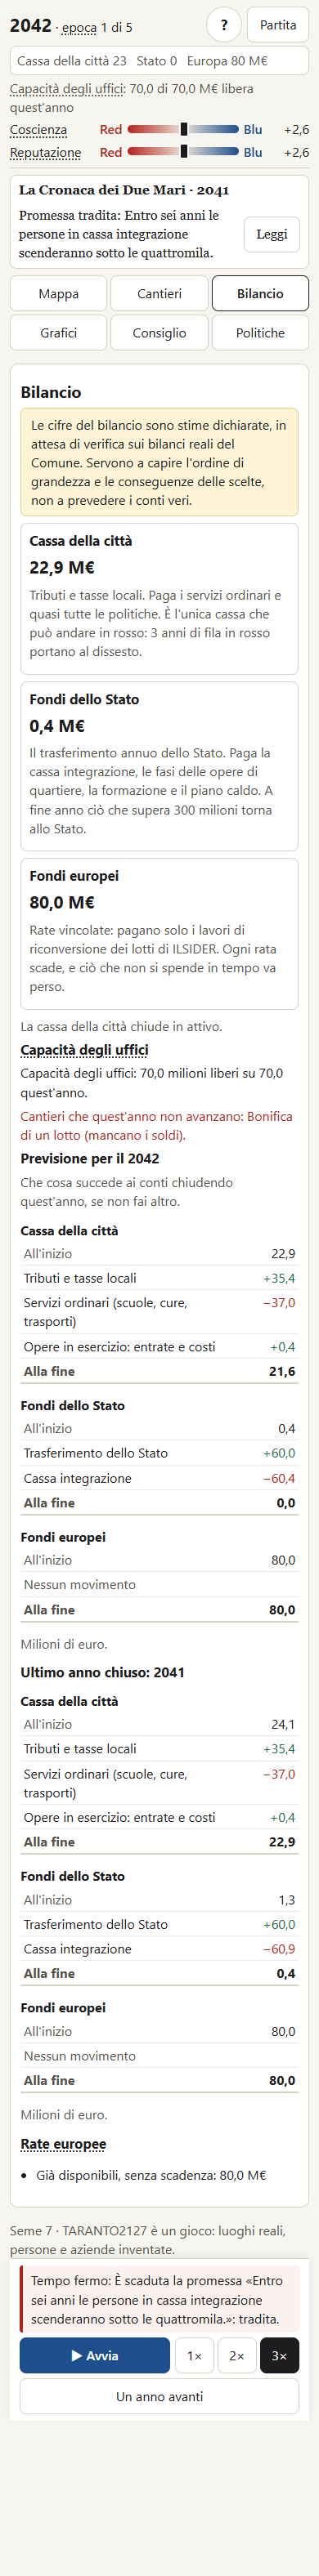 2042 · epoca 1 di 5
?
Partita
Cassa della città 23 Stato 0 Europa 80 M€
Capacità degli uffici: 70,0 di 70,0 M€ libera
quest'anno
Coscienza Red Blu +2,6
Reputazione Red Blu +2,6
La Cronaca dei Due Mari · 2041
Promessa tradita: Entro sei anni le
persone in cassa integrazione
scenderanno sotto le quattromila.
Leggi
Mappa
Cantieri
Bilancio
Grafici
Consiglio
Politiche
Bilancio
Le cifre del bilancio sono stime dichiarate, in
attesa di verifica sui bilanci reali del
Comune. Servono a capire l'ordine di
grandezza e le conseguenze delle scelte,
non a prevedere i conti veri.
Cassa della città
22,9 M€
Tributi e tasse locali. Paga i servizi ordinari e
quasi tutte le politiche. È l'unica cassa che
può andare in rosso: 3 anni di fila in rosso
portano al dissesto.
Fondi dello Stato
0,4 M€
Il trasferimento annuo dello Stato. Paga la
cassa integrazione, le fasi delle opere di
quartiere, la formazione e il piano caldo. A
fine anno ciò che supera 300 milioni torna
allo Stato.
Fondi europei
80,0 M€
Rate vincolate: pagano solo i lavori di
riconversione dei lotti di ILSIDER. Ogni rata
scade, e ciò che non si spende in tempo va
perso.
La cassa della città chiude in attivo.
Capacità degli uffici
Capacità degli uffici: 70,0 milioni liberi su 70,0
quest'anno.
Cantieri che quest'anno non avanzano: Bonifica
di un lotto (mancano i soldi).
Previsione per il 2042
Che cosa succede ai conti chiudendo
quest'anno, se non fai altro.
Cassa della città
All'inizio 22,9
Tributi e tasse locali +35,4
Servizi ordinari (scuole, cure,
trasporti) −37,0
Opere in esercizio: entrate e costi +0,4
Alla fine 21,6
Fondi dello Stato
All'inizio 0,4
Trasferimento dello Stato +60,0
Cassa integrazione −60,4
Alla fine 0,0
Fondi europei
All'inizio 80,0
Nessun movimento
Alla fine 80,0
Milioni di euro.
Ultimo anno chiuso: 2041
Cassa della città
All'inizio 24,1
Tributi e tasse locali +35,4
Servizi ordinari (scuole, cure,
trasporti) −37,0
Opere in esercizio: entrate e costi +0,4
Alla fine 22,9
Fondi dello Stato
All'inizio 1,3
Trasferimento dello Stato +60,0
Cassa integrazione −60,9
Alla fine 0,4
Fondi europei
All'inizio 80,0
Nessun movimento
Alla fine 80,0
Milioni di euro.
Rate europee
• Già disponibili, senza scadenza: 80,0 M€
Seme 7 · TARANTO2127 è un gioco: luoghi reali,
persone e aziende inventate.
Tempo fermo: È scaduta la promessa «Entro
sei anni le persone in cassa integrazione
scenderanno sotto le quattromila.»: tradita.
▶ Avvia
1×
2×
3×
Un anno avanti